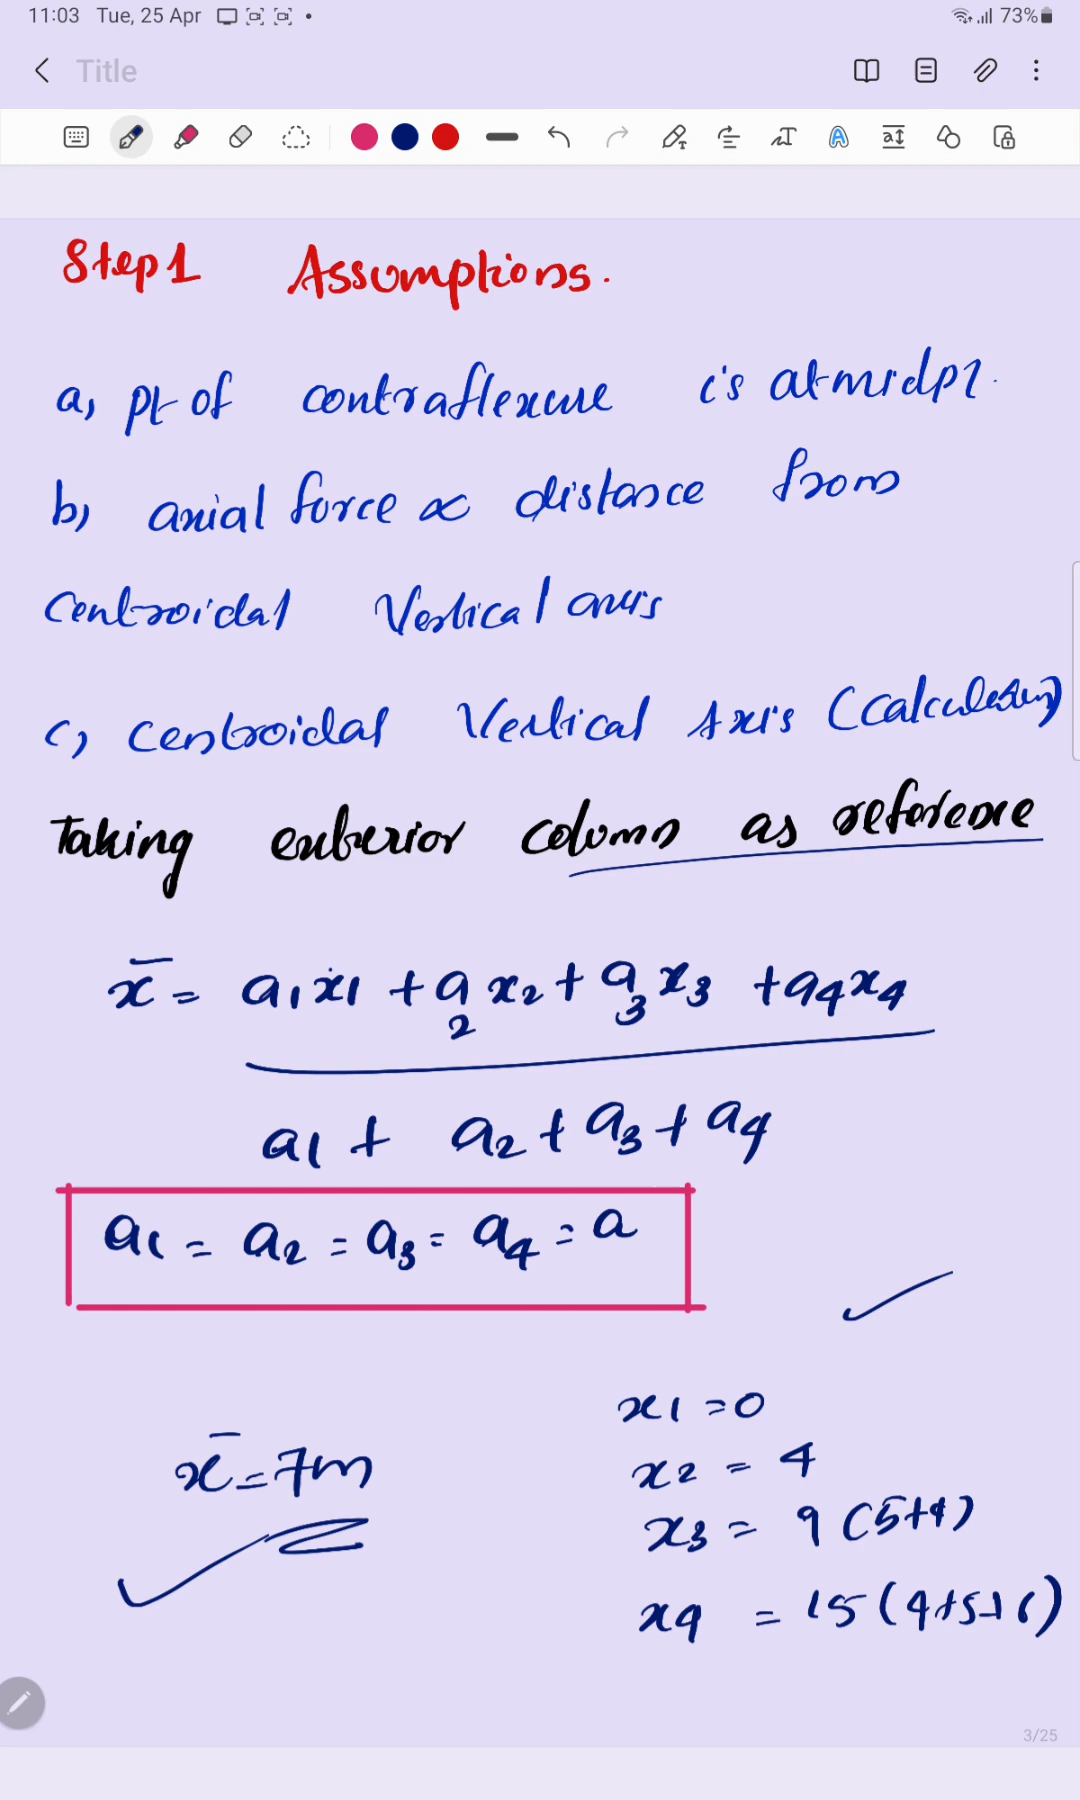 11:03 Tue, 25 Apr 73%
Title
Step 1 Assumptions.
a, pt of contraflexure is at midpt.
b, axial force ∝ distance from
Centroidal Vertical axis
c, Centroidal Vertical Axis (Calculation)
Taking exterior column as reference
x̄ = a1x1 + a2x2 + a3x3 + a4x4
a1 + a2 + a3 + a4
a1 = a2 = a3 = a4 = a
x1 = 0
x̄ = 7m
x2 = 4
x3 = 9 (5+4)
x4 = 15 (4+5+6)
3/25